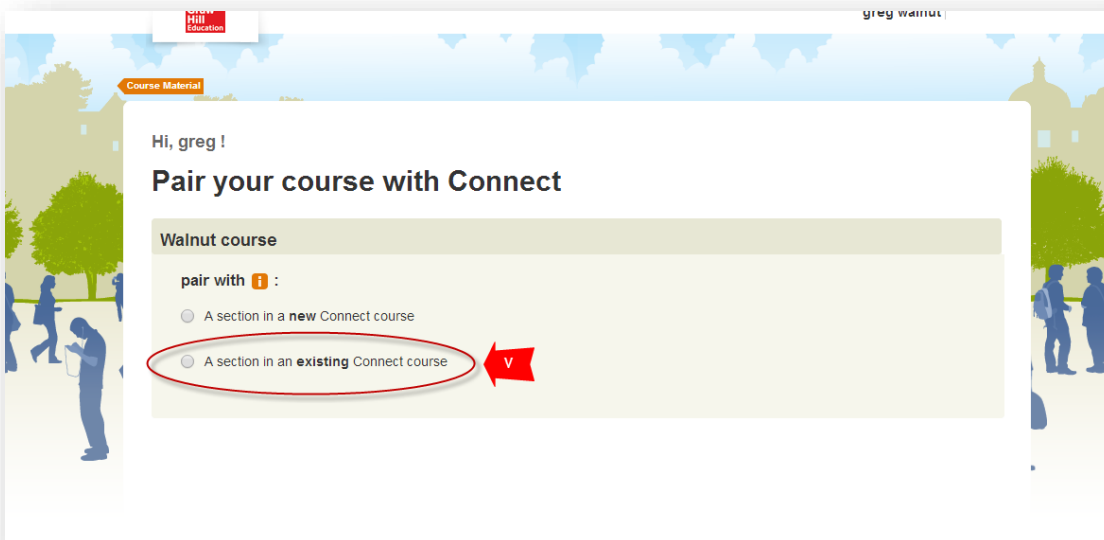 Hill
Education
greg walnut
Course Material
Hi, greg !
Pair your course with Connect
Walnut course
pair with i :
A section in a new Connect course
A section in an existing Connect course
V